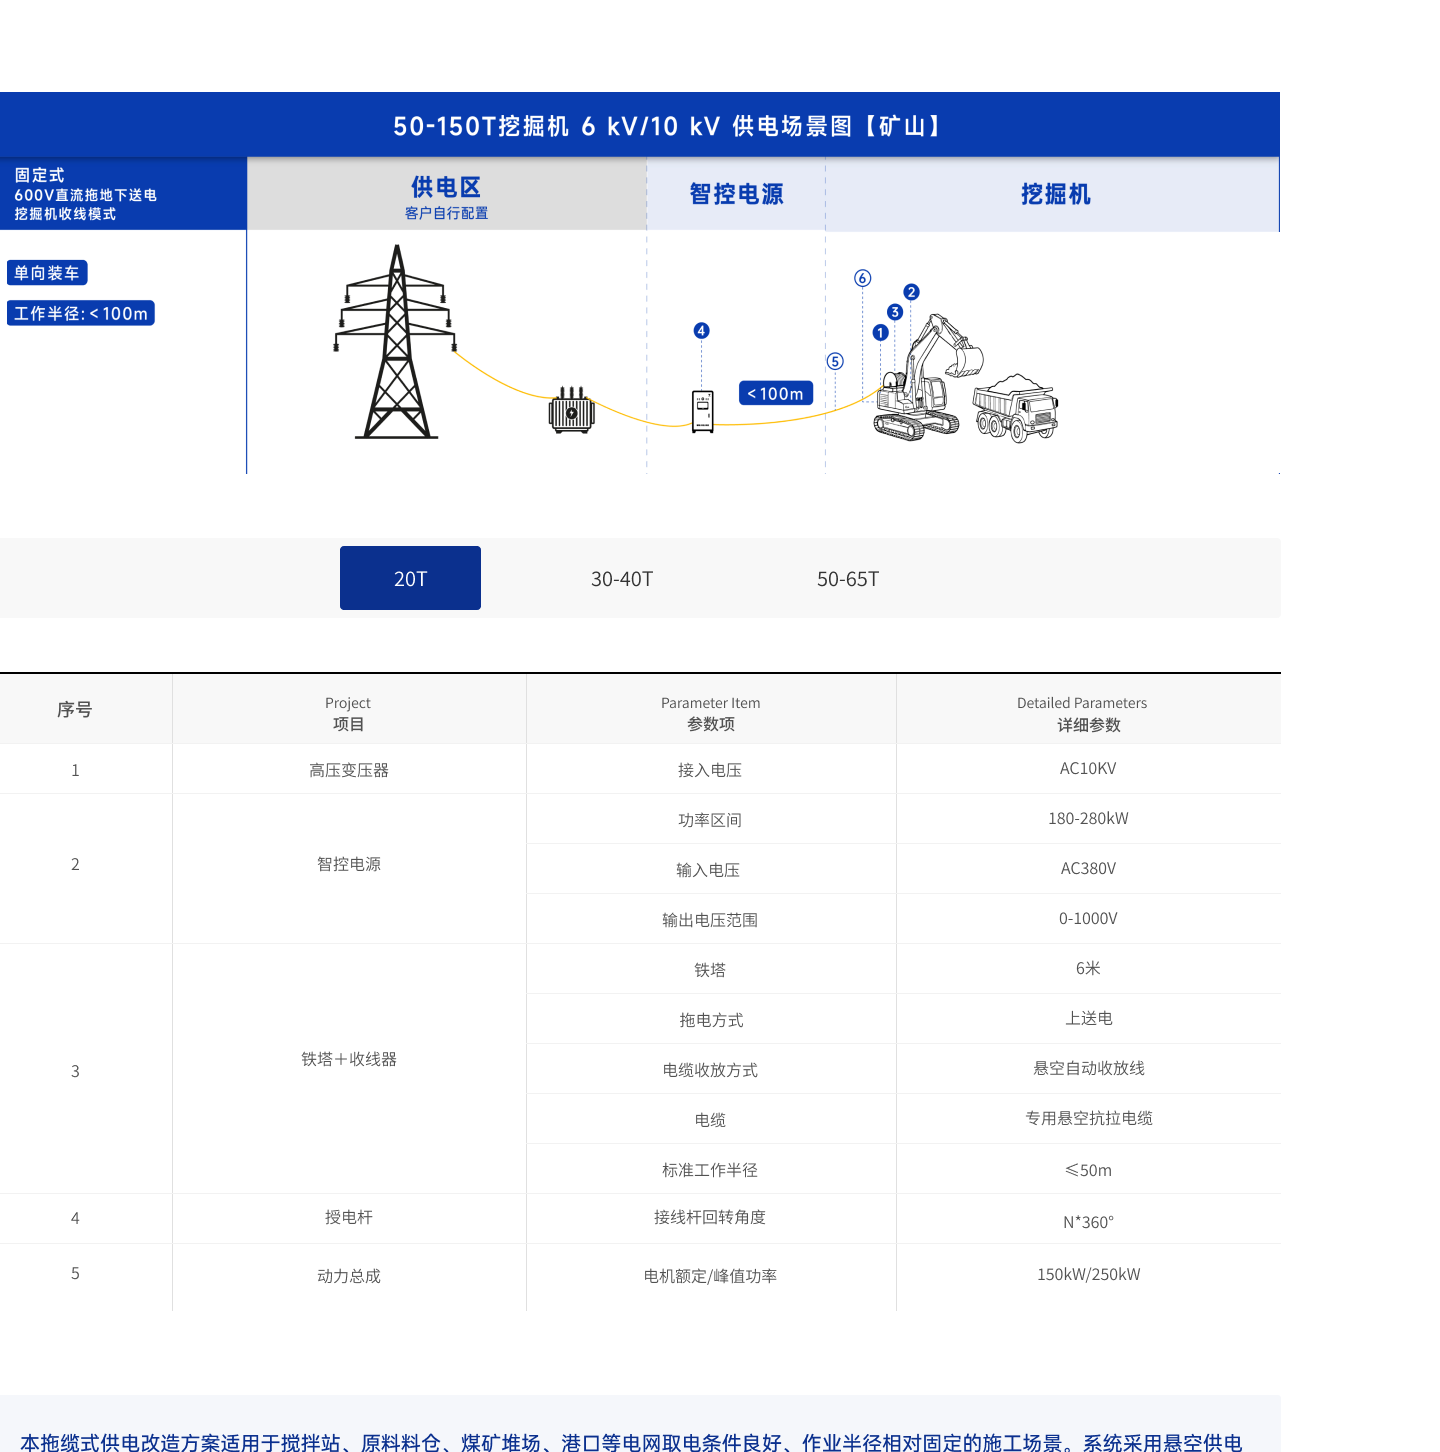 50-150T挖掘机 6 kV/10 kV 供电场景图【矿山】
固定式
600V直流拖地下送电
挖掘机收线模式
供电区
客户自行配置
智控电源
挖掘机
单向装车
工作半径:<100m
6
2
3
1
4
5
<100m
20T
30-40T
50-65T
序号
Project
项目
Parameter Item
参数项
Detailed Parameters
详细参数
1
高压变压器
接入电压
AC10KV
2
智控电源
功率区间
180-280kW
输入电压
AC380V
输出电压范围
0-1000V
3
铁塔+收线器
铁塔
6米
拖电方式
上送电
电缆收放方式
悬空自动收放线
电缆
专用悬空抗拉电缆
标准工作半径
≤50m
4
授电杆
接线杆回转角度
N*360°
5
动力总成
电机额定/峰值功率
150kW/250kW
本拖缆式供电改造方案适用于搅拌站、原料料仓、煤矿堆场、港口等电网取电条件良好、作业半径相对固定的施工场景。系统采用悬空供电